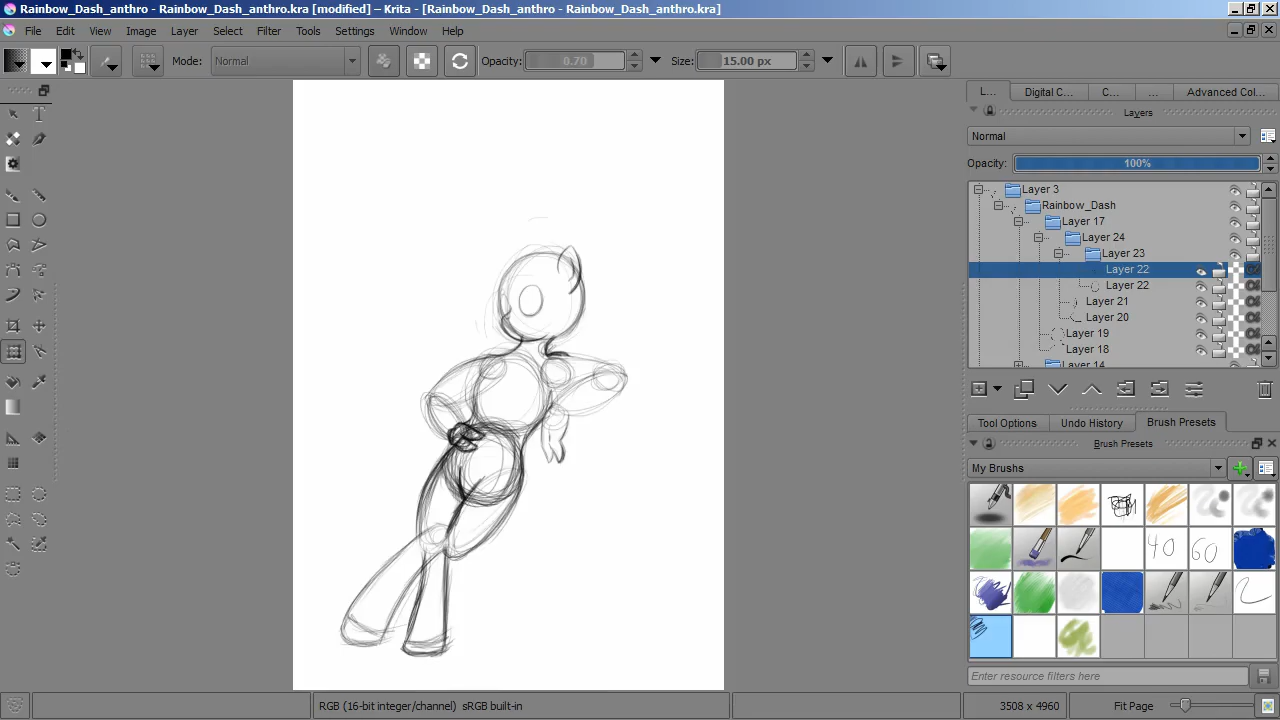 Rainbow_Dash_anthro - Rainbow_Dash_anthro.kra [modified] – Krita - [Rainbow_Dash_anthro - Rainbow_Dash_anthro.kra]
File Edit View Image Layer Select Filter Tools Settings Window Help
Mode: Normal Opacity: 0.70 Size: 15.00 px
L... Digital C... C... ... Advanced Col...
Layers
Normal
Opacity: 100%
Layer 3
Rainbow_Dash
Layer 17
Layer 24
Layer 23
Layer 22
Layer 22
Layer 21
Layer 20
Layer 19
Layer 18
Layer 14
Tool Options Undo History Brush Presets
Brush Presets
My Brushes
40 60
Enter resource filters here
RGB (16-bit integer/channel) sRGB built-in 3508 x 4960 Fit Page